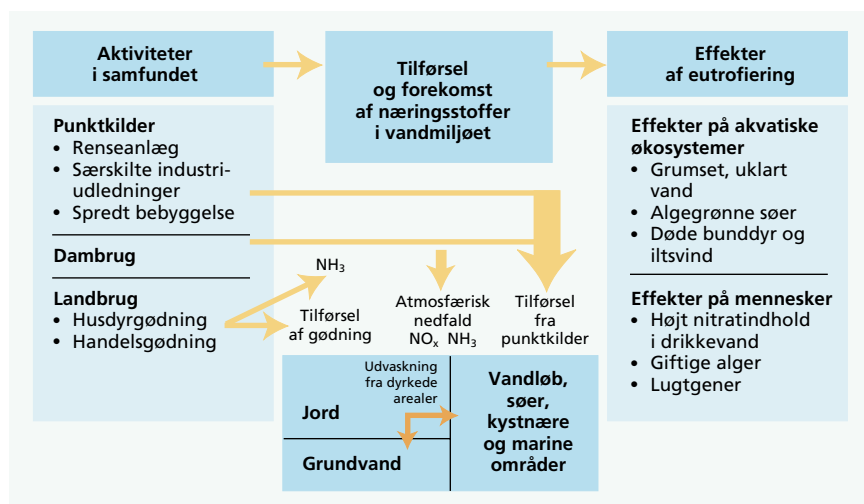 Aktiviteter
i samfundet
Tilførsel
og forekomst
af næringsstoffer
i vandmiljøet
Effekter
af eutrofiering
Punktkilder
• Renseanlæg
• Særskilte industri-
udledninger
• Spredt bebyggelse
Dambrug
Landbrug
• Husdyrgødning
• Handelsgødning
NH₃
Tilførsel
af gødning
Atmosfærisk
nedfald
NOₓ NH₃
Tilførsel
fra
punktkilder
Udvaskning
fra dyrkede
arealer
Jord
Grundvand
Vandløb,
søer,
kystnære
og marine
områder
Effekter på akvatiske
økosystemer
• Grumset, uklart
vand
• Algegrønne søer
• Døde bunddyr og
iltsvind
Effekter på mennesker
• Højt nitratindhold
i drikkevand
• Giftige alger
• Lugtgener